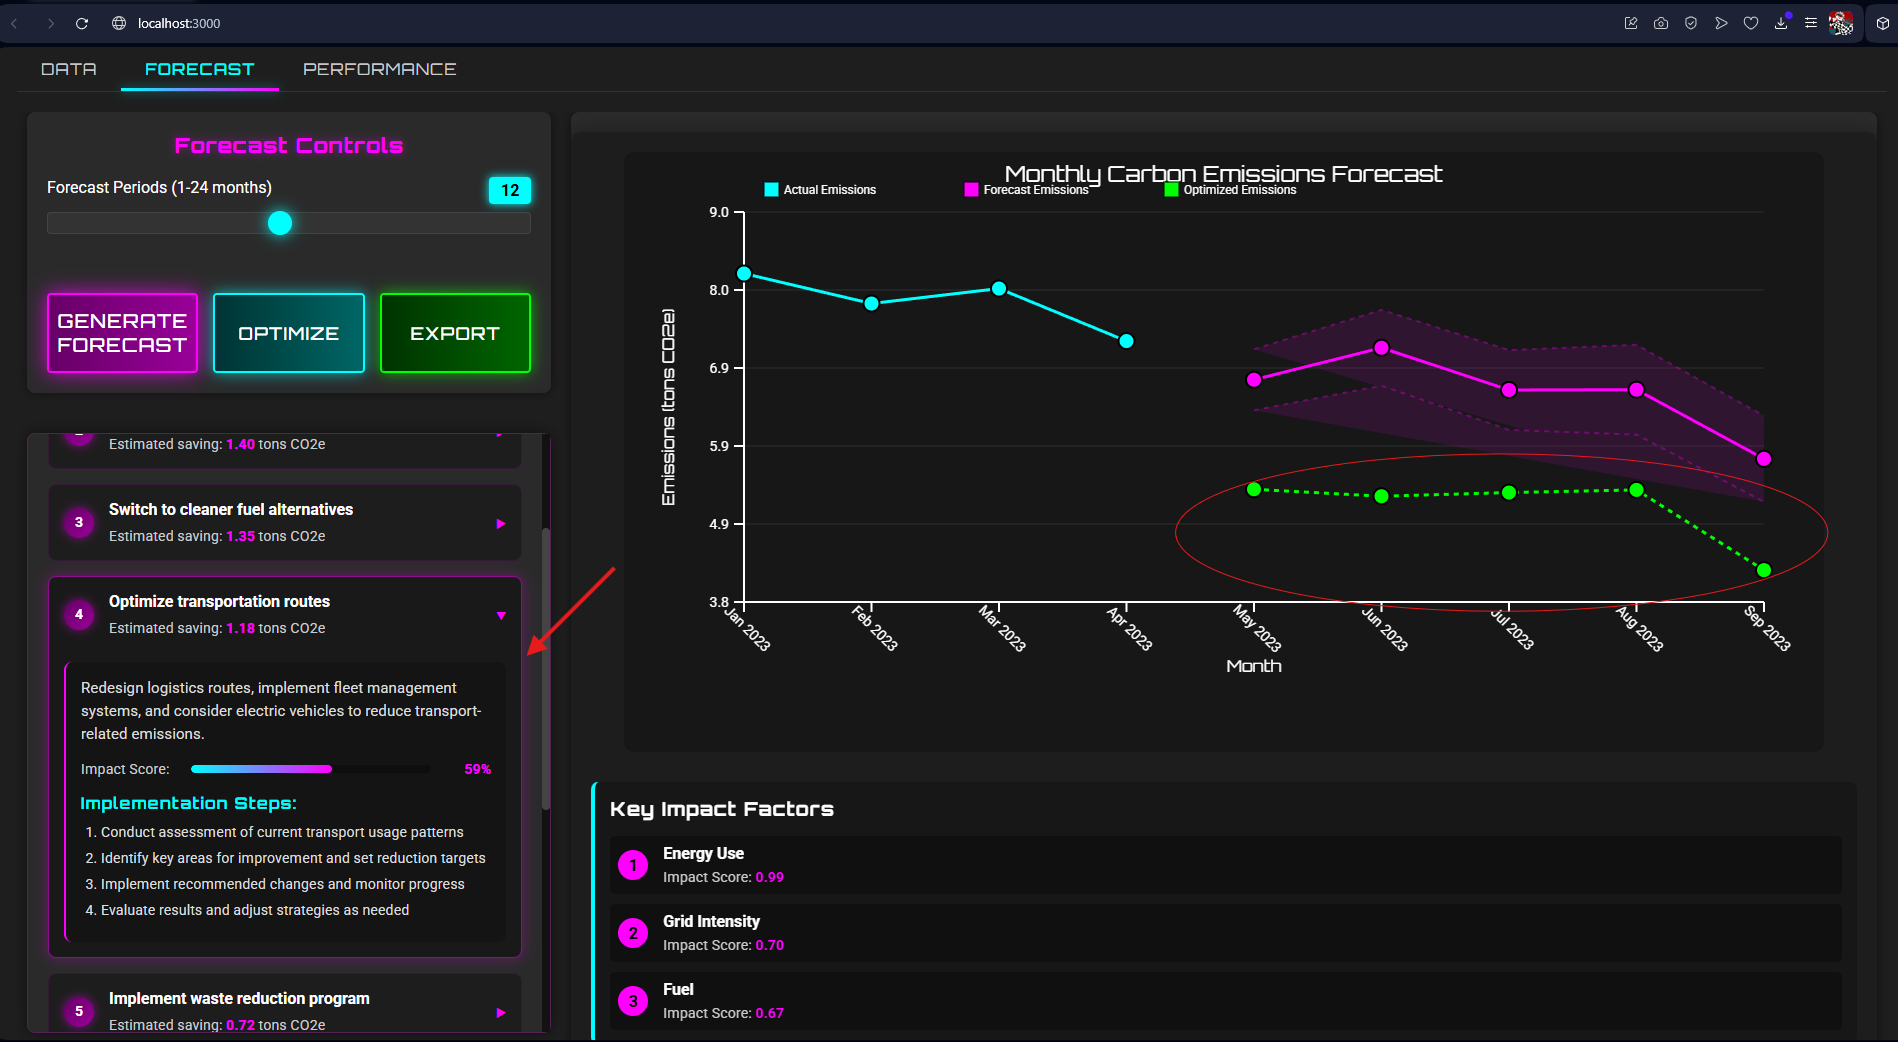 localhost:3000
DATA
FORECAST
PERFORMANCE
Forecast Controls
Forecast Periods (1-24 months)
12
GENERATE
FORECAST
OPTIMIZE
EXPORT
Estimated saving: 1.40 tons CO2e
3
Switch to cleaner fuel alternatives
Estimated saving: 1.35 tons CO2e
4
Optimize transportation routes
Estimated saving: 1.18 tons CO2e
Redesign logistics routes, implement fleet management
systems, and consider electric vehicles to reduce transport-
related emissions.
Impact Score:
59%
Implementation Steps:
1. Conduct assessment of current transport usage patterns
2. Identify key areas for improvement and set reduction targets
3. Implement recommended changes and monitor progress
4. Evaluate results and adjust strategies as needed
5
Implement waste reduction program
Estimated saving: 0.72 tons CO2e
Monthly Carbon Emissions Forecast
Actual Emissions
Forecast Emissions
Optimized Emissions
Emissions (tons CO2e)
9.0
8.0
6.9
5.9
4.9
3.8
Jan 2023
Feb 2023
Mar 2023
Apr 2023
May 2023
Jun 2023
Jul 2023
Aug 2023
Sep 2023
Month
Key Impact Factors
1
Energy Use
Impact Score: 0.99
2
Grid Intensity
Impact Score: 0.70
3
Fuel
Impact Score: 0.67